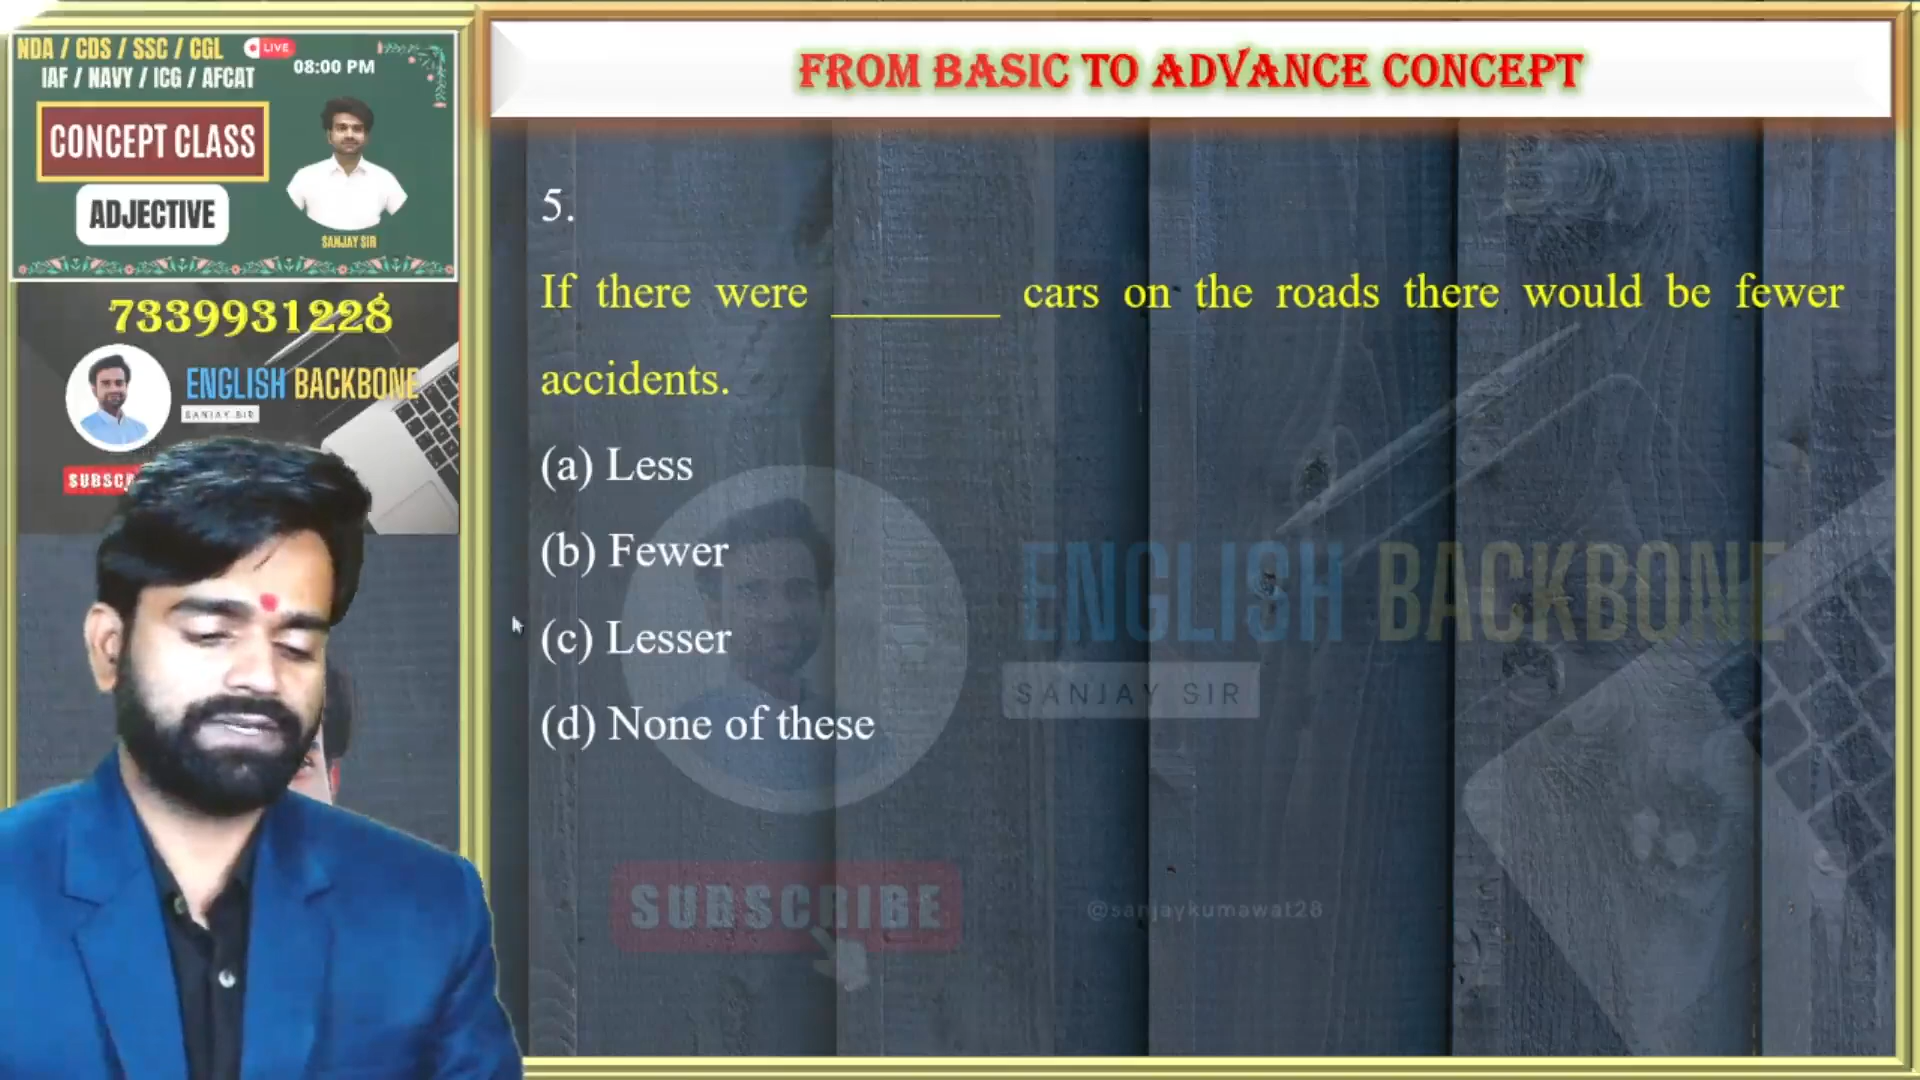 NDA / CDS / SSC / CGL
LIVE
IAF / NAVY / ICG / AFCAT
08:00 PM
CONCEPT CLASS
ADJECTIVE
SANJAY SIR
7339931228
ENGLISH BACKBONE
SANJAY SIR
FROM BASIC TO ADVANCE CONCEPT
5.
If there were ________ cars on the roads there would be fewer
accidents.
(a) Less
(b) Fewer
(c) Lesser
(d) None of these
ENGLISH BACKBONE
SANJAY SIR
SUBSCRIBE
@sanjaykumawat28